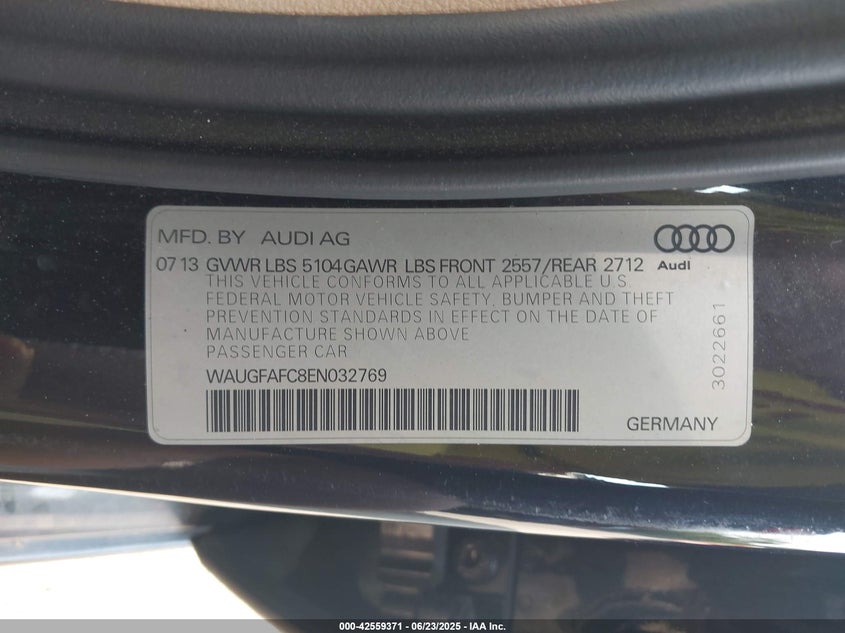 MFD. BY AUDI AG
07 13 GVWR LBS 5104 GAWR LBS FRONT 2557/REAR 2712
Audi
THIS VEHICLE CONFORMS TO ALL APPLICABLE U.S.
FEDERAL MOTOR VEHICLE SAFETY, BUMPER AND THEFT
PREVENTION STANDARDS IN EFFECT ON THE DATE OF
MANUFACTURE SHOWN ABOVE
PASSENGER CAR
3022661
WAUGFAFC8EN032769
GERMANY
000-42559371 | 06/23/2025 | IAA Inc.